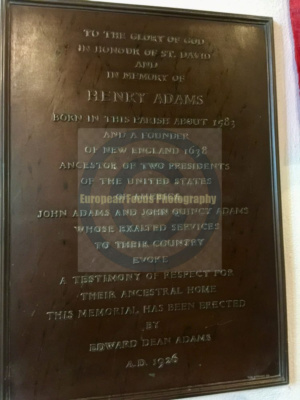 TO THE GLORY OF GOD
IN HONOUR OF ST. DAVID
AND
IN MEMORY OF
HENRY ADAMS
BORN IN THIS PARISH ABOUT 1583
AND A FOUNDER
OF NEW ENGLAND 1638
ANCESTOR OF TWO PRESIDENTS
OF THE UNITED STATES
European Photography
JOHN ADAMS AND JOHN QUINCY ADAMS
WHOSE EXALTED SERVICES
TO THEIR COUNTRY
EVOKE
A TESTIMONY OF RESPECT FOR
THEIR ANCESTRAL HOME
THIS MEMORIAL HAS BEEN ERECTED
BY
EDWARD DEAN ADAMS
A.D. 1926